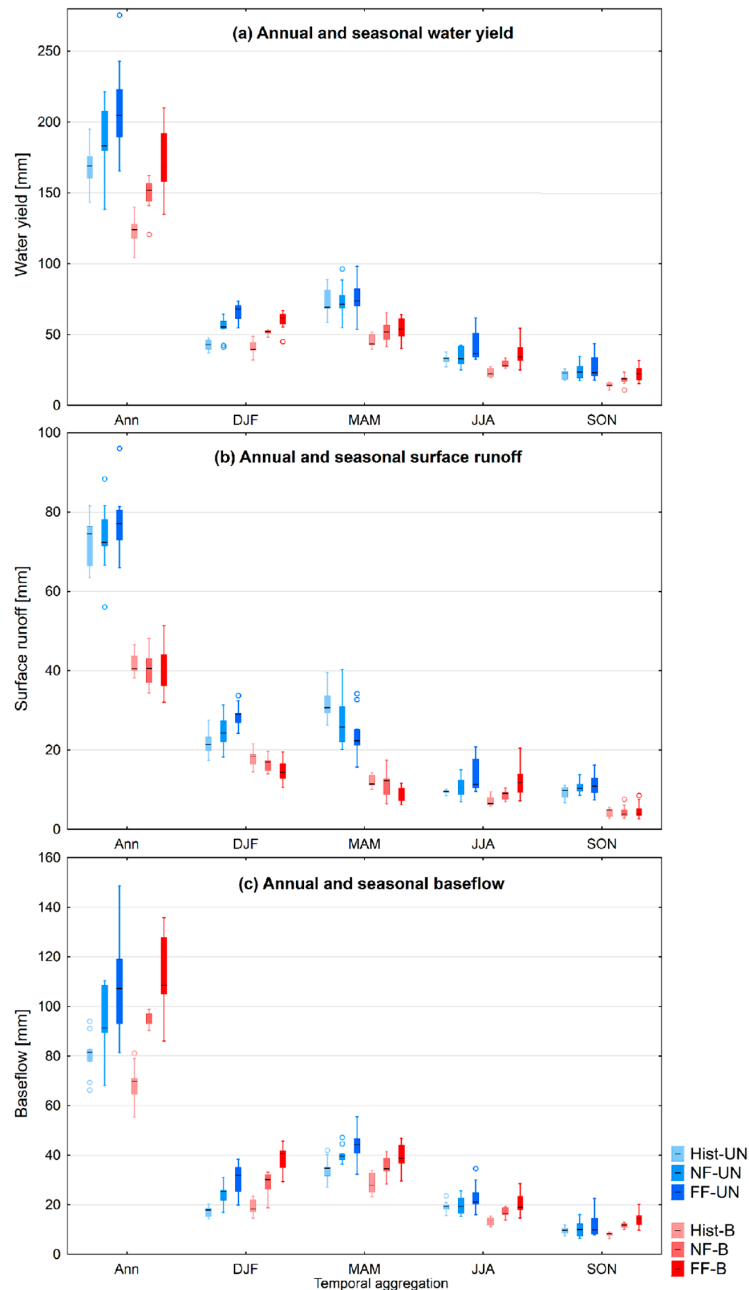 (a) Annual and seasonal water yield
Water yield [mm]
250
200
150
100
50
0
Ann DJF MAM JJA SON
(b) Annual and seasonal surface runoff
Surface runoff [mm]
100
80
60
40
20
0
Ann DJF MAM JJA SON
(c) Annual and seasonal baseflow
Baseflow [mm]
160
140
120
100
80
60
40
20
0
Ann DJF MAM JJA SON
Temporal aggregation
Hist-UN
NF-UN
FF-UN
Hist-B
NF-B
FF-B